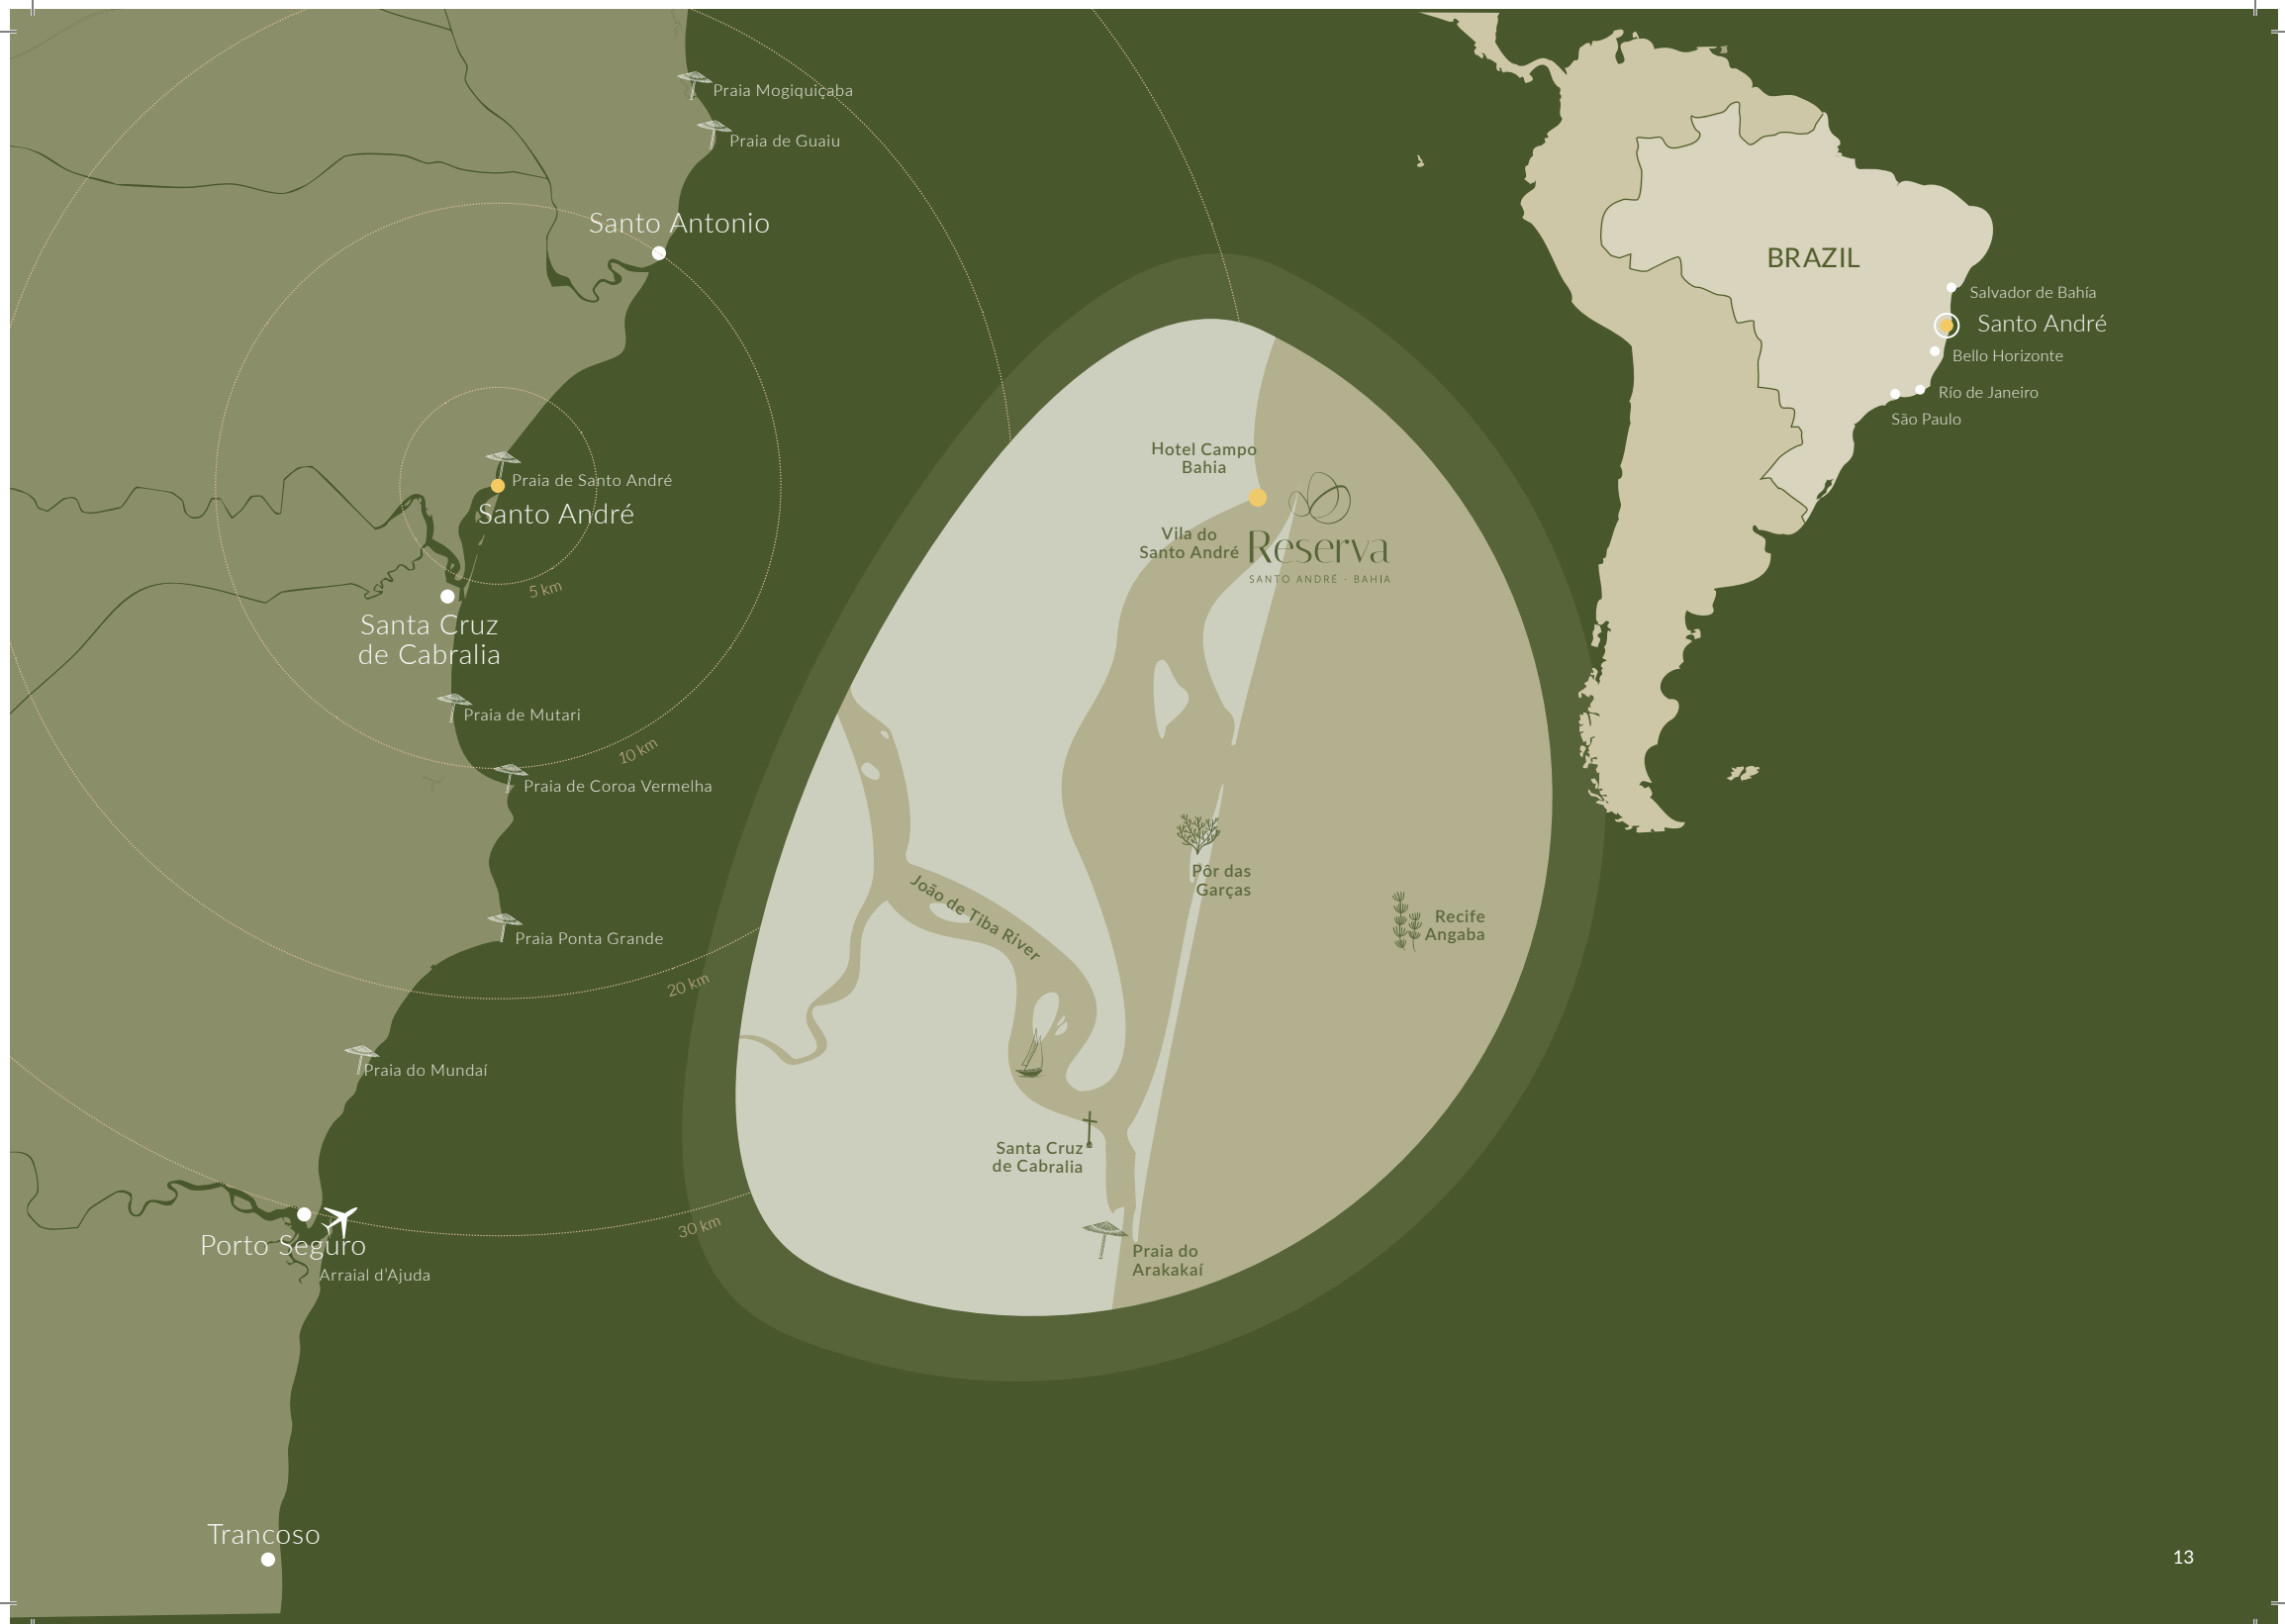 Praia Mogiquiçaba
Praia de Guaiu
Santo Antonio
Praia de Santo André
Santo André
5 km
Santa Cruz
de Cabralia
Praia de Mutari
10 km
Praia de Coroa Vermelha
Praia Ponta Grande
20 km
Praia do Mundaí
30 km
Porto Seguro
Arraial d’Ajuda
Trancoso
Hotel Campo
Bahia
Vila do
Santo André
Reserva
SANTO ANDRÉ · BAHIA
Pôr das
Garças
Recife
Angaba
João de Tiba River
Santa Cruz
de Cabralia
Praia do
Arakakaí
BRAZIL
Salvador de Bahía
Santo André
Bello Horizonte
Río de Janeiro
São Paulo
13